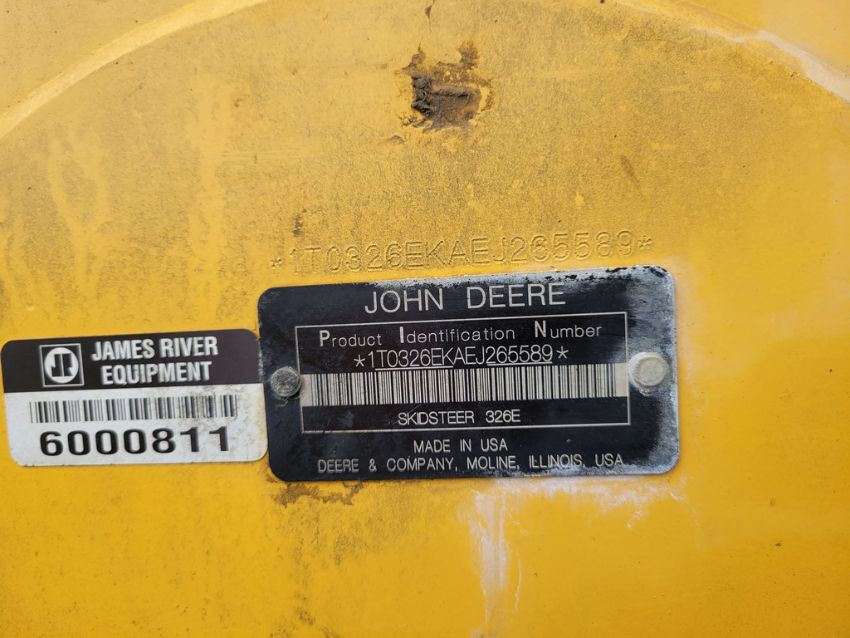 *1T0326EKAEJ265589*
JOHN DEERE
Product Identification Number
*1T0326EKAEJ265589*
SKIDSTEER 326E
MADE IN USA
DEERE & COMPANY, MOLINE, ILLINOIS, USA
JAMES RIVER
EQUIPMENT
6000811